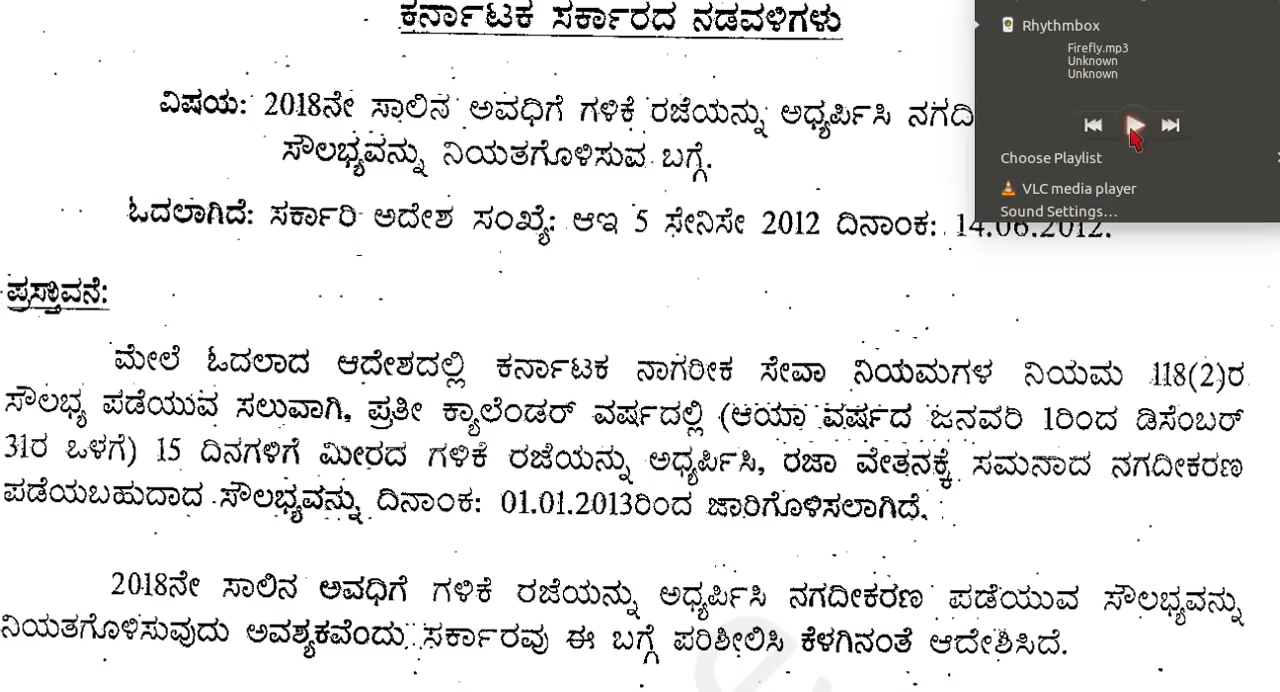 ಕರ್ನಾಟಕ ಸರ್ಕಾರದ ನಡವಳಿಗಳು
Rhythmbox
Firefly.mp3
Unknown
Unknown
Choose Playlist
VLC media player
Sound Settings...
ವಿಷಯ: 2018ನೇ ಸಾಲಿನ ಅವಧಿಗೆ ಗಳಿಕೆ ರಜೆಯನ್ನು ಅಧ್ಯರ್ಪಿಸಿ ನಗದಿ
ಸೌಲಭ್ಯವನ್ನು ನಿಯತಗೊಳಿಸುವ ಬಗ್ಗೆ.
ಓದಲಾಗಿದೆ: ಸರ್ಕಾರಿ ಆದೇಶ ಸಂಖ್ಯೆ: ಆಇ 5 ಸೇನಿಸೇ 2012 ದಿನಾಂಕ: 14.06.2012.
ಪ್ರಸ್ತಾವನೆ:
ಮೇಲೆ ಓದಲಾದ ಆದೇಶದಲ್ಲಿ ಕರ್ನಾಟಕ ನಾಗರೀಕ ಸೇವಾ ನಿಯಮಗಳ ನಿಯಮ 118(2)ರ
ಸೌಲಭ್ಯ ಪಡೆಯುವ ಸಲುವಾಗಿ, ಪ್ರತೀ ಕ್ಯಾಲೆಂಡರ್ ವರ್ಷದಲ್ಲಿ (ಆಯಾ ವರ್ಷದ ಜನವರಿ 1ರಿಂದ ಡಿಸೆಂಬರ್
31ರ ಒಳಗೆ) 15 ದಿನಗಳಿಗೆ ಮೀರದ ಗಳಿಕೆ ರಜೆಯನ್ನು ಅಧ್ಯರ್ಪಿಸಿ, ರಜಾ ವೇತನಕ್ಕೆ ಸಮನಾದ ನಗದೀಕರಣ
ಪಡೆಯಬಹುದಾದ ಸೌಲಭ್ಯವನ್ನು ದಿನಾಂಕ: 01.01.2013ರಿಂದ ಜಾರಿಗೊಳಿಸಲಾಗಿದೆ.
2018ನೇ ಸಾಲಿನ ಅವಧಿಗೆ ಗಳಿಕೆ ರಜೆಯನ್ನು ಅಧ್ಯರ್ಪಿಸಿ ನಗದೀಕರಣ ಪಡೆಯುವ ಸೌಲಭ್ಯವನ್ನು
ನಿಯತಗೊಳಿಸುವುದು ಅವಶ್ಯಕವೆಂದು ಸರ್ಕಾರವು ಈ ಬಗ್ಗೆ ಪರಿಶೀಲಿಸಿ ಕೆಳಗಿನಂತೆ ಆದೇಶಿಸಿದೆ.